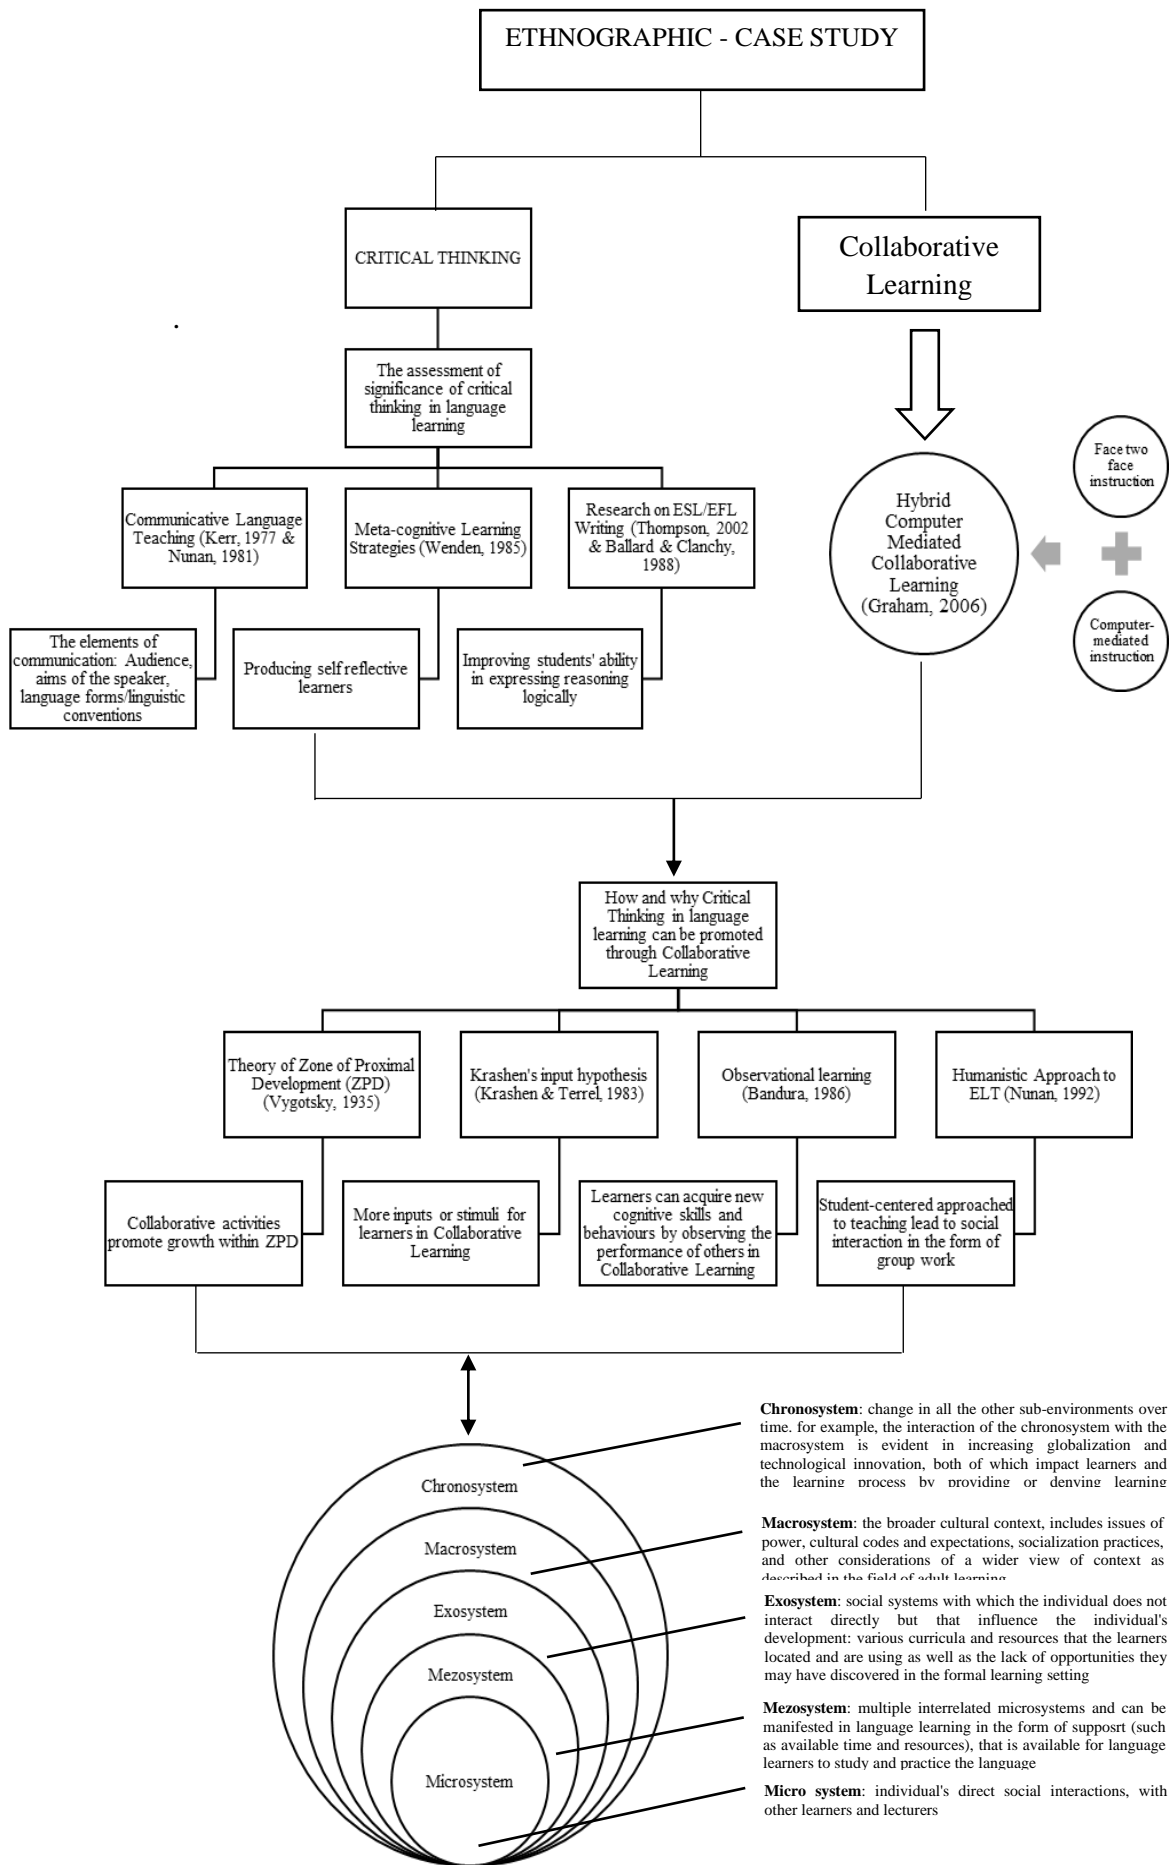 ETHNOGRAPHIC - CASE STUDY
CRITICAL THINKING
Collaborative
Learning
The assessment of
significance of critical
thinking in language
learning
Communicative Language
Teaching (Kerr, 1977 &
Nunan, 1981)
Meta-cognitive Learning
Strategies (Wenden, 1985)
Research on ESL/EFL
Writing (Thompson, 2002
& Ballard & Clanchy,
1988)
Hybrid
Computer
Mediated
Collaborative
Learning
(Graham, 2006)
Face two
face
instruction
Computer-
mediated
instruction
The elements of
communication: Audience,
aims of the speaker,
language forms/linguistic
conventions
Producing self reflective
learners
Improving students' ability
in expressing reasoning
logically
How and why Critical
Thinking in language
learning can be promoted
through Collaborative
Learning
Theory of Zone of Proximal
Development (ZPD)
(Vygotsky, 1935)
Krashen's input hypothesis
(Krashen & Terrel, 1983)
Observational learning
(Bandura, 1986)
Humanistic Approach to
ELT (Nunan, 1992)
Collaborative activities
promote growth within ZPD
More inputs or stimuli for
learners in Collaborative
Learning
Learners can acquire new
cognitive skills and
behaviours by observing the
performance of others in
Collaborative Learning
Student-centered approached
to teaching lead to social
interaction in the form of
group work
Chronosystem
Macrosystem
Exosystem
Mezosystem
Microsystem
Chronosystem: change in all the other sub-environments over
time. for example, the interaction of the chronosystem with the
macrosystem is evident in increasing globalization and
technological innovation, both of which impact learners and
the learning process by providing or denying learning
Macrosystem: the broader cultural context, includes issues of
power, cultural codes and expectations, socialization practices,
and other considerations of a wider view of context as
described in the field of adult learning
Exosystem: social systems with which the individual does not
interact directly but that influence the individual's
development: various curricula and resources that the learners
located and are using as well as the lack of opportunities they
may have discovered in the formal learning setting
Mezosystem: multiple interrelated microsystems and can be
manifested in language learning in the form of supposrt (such
as available time and resources), that is available for language
learners to study and practice the language
Micro system: individual's direct social interactions, with
other learners and lecturers